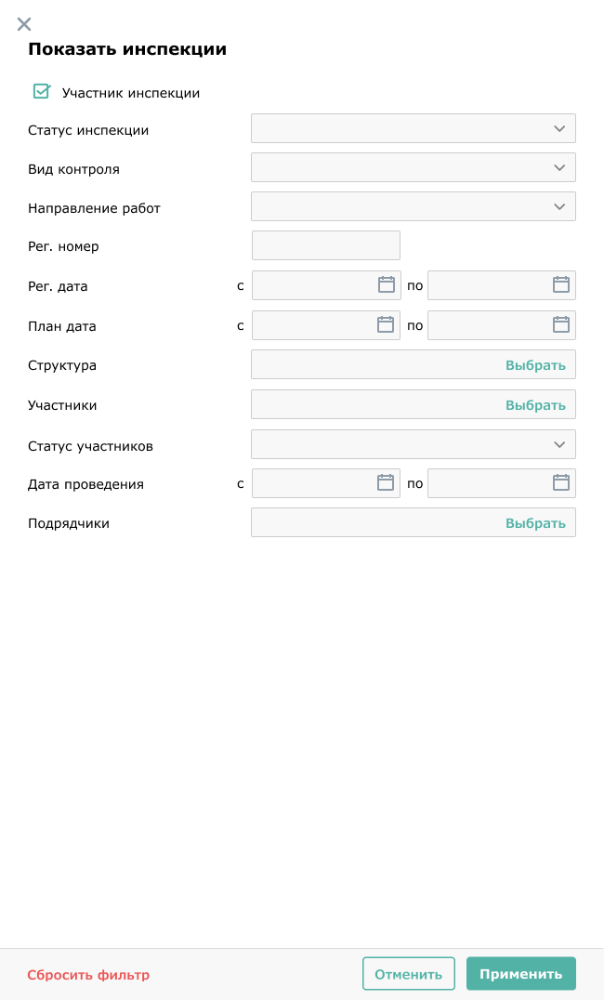 Показать инспекции
Участник инспекции
Статус инспекции
Вид контроля
Направление работ
Рег. номер
Рег. дата с по
План дата с по
Структура Выбрать
Участники Выбрать
Статус участников
Дата проведения с по
Подрядчики Выбрать
Сбросить фильтр Отменить Применить